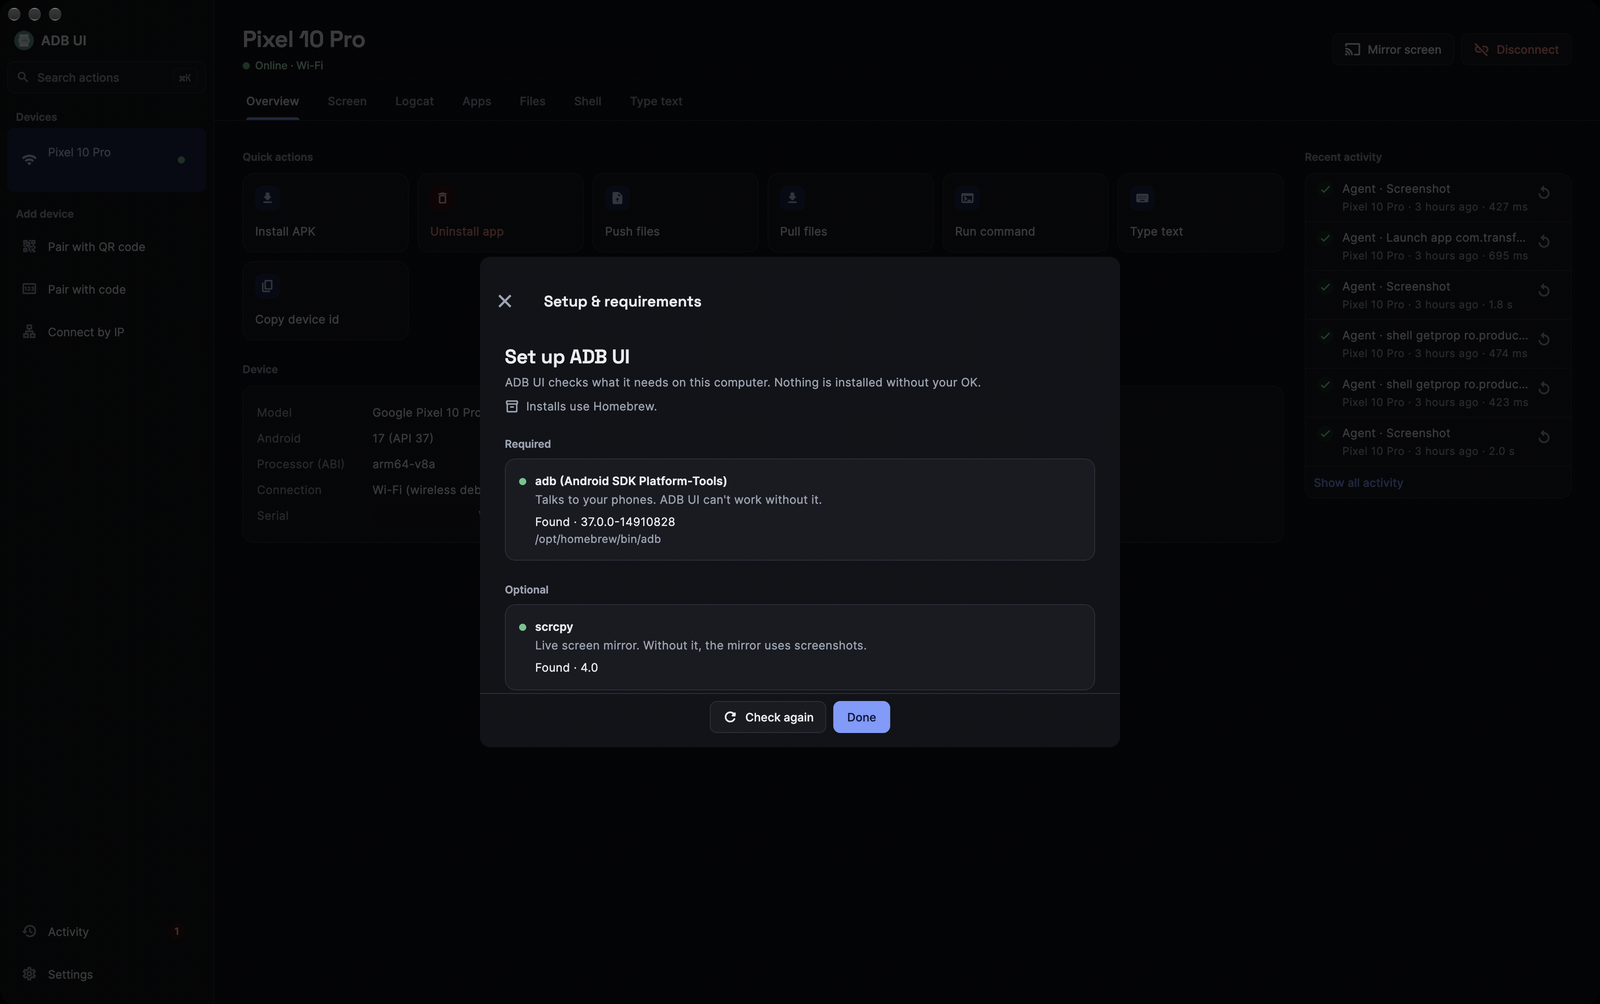 ADB UI
Search actions
⌘K
Devices
Pixel 10 Pro
Add device
Pair with QR code
Pair with code
Connect by IP
Activity
1
Settings
Pixel 10 Pro
Online · Wi-Fi
Mirror screen
Disconnect
Overview
Screen
Logcat
Apps
Files
Shell
Type text
Quick actions
Install APK
Uninstall app
Push files
Pull files
Run command
Type text
Copy device id
Device
Model
Google Pixel 10 Pro
Android
17 (API 37)
Processor (ABI)
arm64-v8a
Connection
Wi-Fi (wireless deb
Serial
Recent activity
Agent · Screenshot
Pixel 10 Pro · 3 hours ago · 427 ms
Agent · Launch app com.transf...
Pixel 10 Pro · 3 hours ago · 695 ms
Agent · Screenshot
Pixel 10 Pro · 3 hours ago · 1.8 s
Agent · shell getprop ro.produc...
Pixel 10 Pro · 3 hours ago · 474 ms
Agent · shell getprop ro.produc...
Pixel 10 Pro · 3 hours ago · 423 ms
Agent · Screenshot
Pixel 10 Pro · 3 hours ago · 2.0 s
Show all activity
Setup & requirements
Set up ADB UI
ADB UI checks what it needs on this computer. Nothing is installed without your OK.
Installs use Homebrew.
Required
adb (Android SDK Platform-Tools)
Talks to your phones. ADB UI can't work without it.
Found · 37.0.0-14910828
/opt/homebrew/bin/adb
Optional
scrcpy
Live screen mirror. Without it, the mirror uses screenshots.
Found · 4.0
Check again
Done